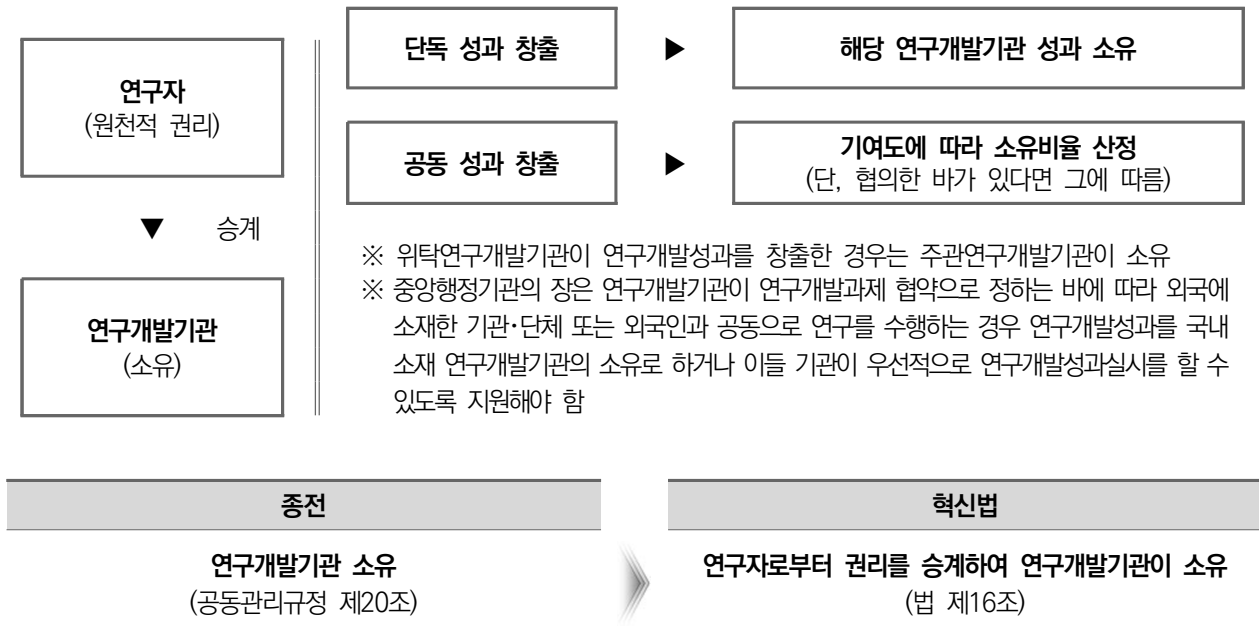 연구자
(원천적 권리)
▼ 승계
연구개발기관
(소유)
단독 성과 창출 ▶ 해당 연구개발기관 성과 소유
공동 성과 창출 ▶ 기여도에 따라 소유비율 산정
(단, 협의한 바가 있다면 그에 따름)
※ 위탁연구개발기관이 연구개발성과를 창출한 경우는 주관연구개발기관이 소유
※ 중앙행정기관의 장은 연구개발기관이 연구개발과제 협약으로 정하는 바에 따라 외국에
소재한 기관･단체 또는 외국인과 공동으로 연구를 수행하는 경우 연구개발성과를 국내
소재 연구개발기관의 소유로 하거나 이들 기관이 우선적으로 연구개발성과실시를 할 수
있도록 지원해야 함
종전
연구개발기관 소유
(공동관리규정 제20조)
혁신법
연구자로부터 권리를 승계하여 연구개발기관이 소유
(법 제16조)